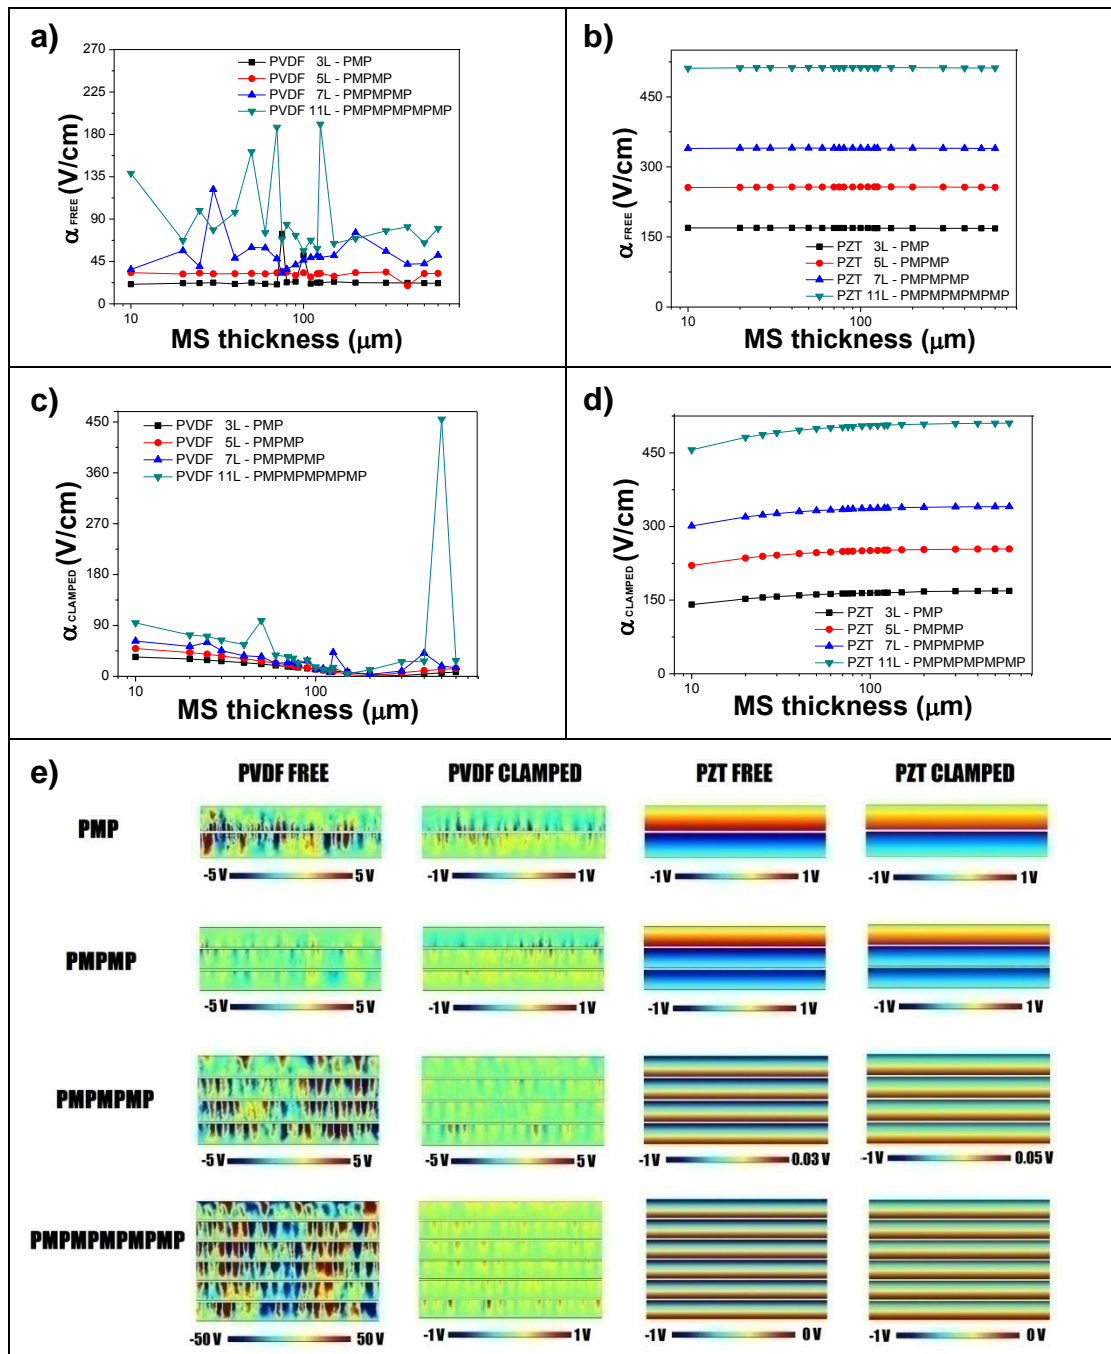 a)
270
225
180
135
90
45
0
α FREE (V/cm)
PVDF 3L - PMP
PVDF 5L - PMPMP
PVDF 7L - PMPMPMP
PVDF 11L - PMPMPMPMPMP
10
100
MS thickness (μm)
b)
450
300
150
0
α FREE (V/cm)
PZT 3L - PMP
PZT 5L - PMPMP
PZT 7L - PMPMPMP
PZT 11L - PMPMPMPMPMP
10
100
MS thickness (μm)
c)
450
360
270
180
90
0
α CLAMPED (V/cm)
PVDF 3L - PMP
PVDF 5L - PMPMP
PVDF 7L - PMPMPMP
PVDF 11L - PMPMPMPMPMP
10
100
MS thickness (μm)
d)
450
300
150
0
α CLAMPED (V/cm)
PZT 3L - PMP
PZT 5L - PMPMP
PZT 7L - PMPMPMP
PZT 11L - PMPMPMPMPMP
10
100
MS thickness (μm)
e)
PVDF FREE PVDF CLAMPED PZT FREE PZT CLAMPED
PMP
-5 V 5 V -1 V 1 V -1 V 1 V -1 V 1 V
PMPMP
-5 V 5 V -1 V 1 V -1 V 1 V -1 V 1 V
PMPMPMP
-5 V 5 V -5 V 5 V -1 V 0.03 V -1 V 0.05 V
PMPMPMPMPMP
-50 V 50 V -1 V 1 V -1 V 0 V -1 V 0 V